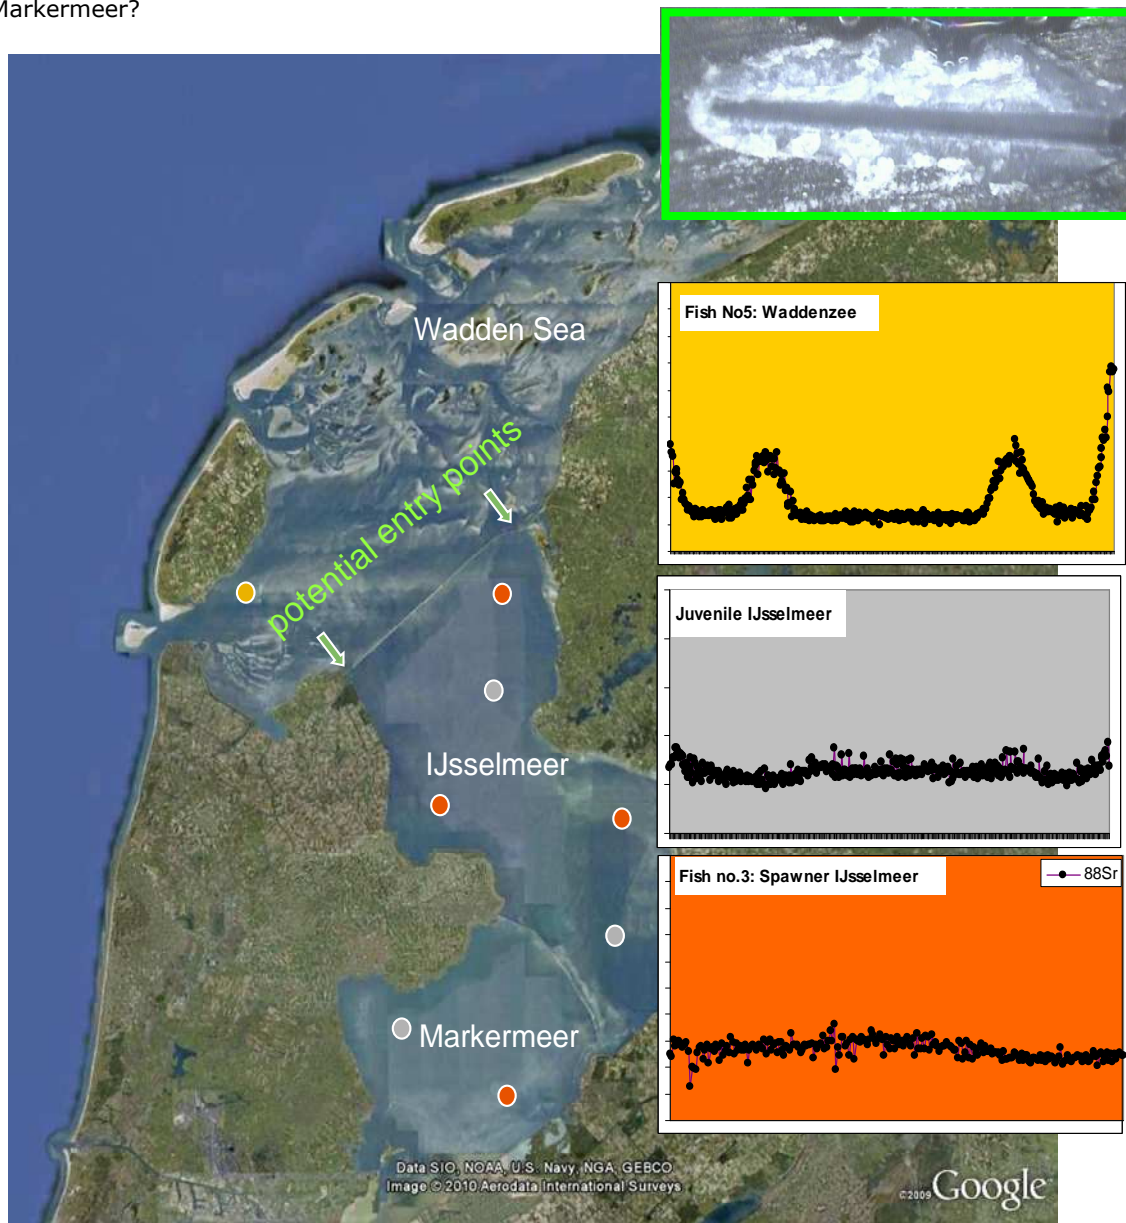 Markermeer?
Fish No5: Waddenzee
Wadden Sea
potential entry points
Juvenile IJsselmeer
IJsselmeer
Fish no.3: Spawner IJsselmeer
88Sr
Markermeer
Data SIO, NOAA, U.S. Navy, NGA, GEBCO
Image © 2010 Aerodata International Surveys
©2009 Google